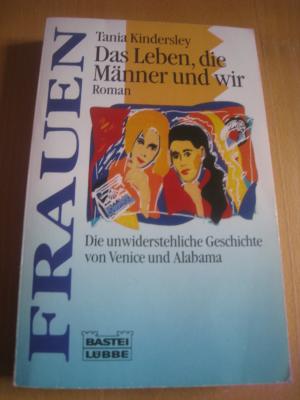 FRAUEN
Tania Kindersley
Das Leben, die
Männer und wir
Roman
Die unwiderstehliche Geschichte
von Venice und Alabama
BASTEI
LÜBBE